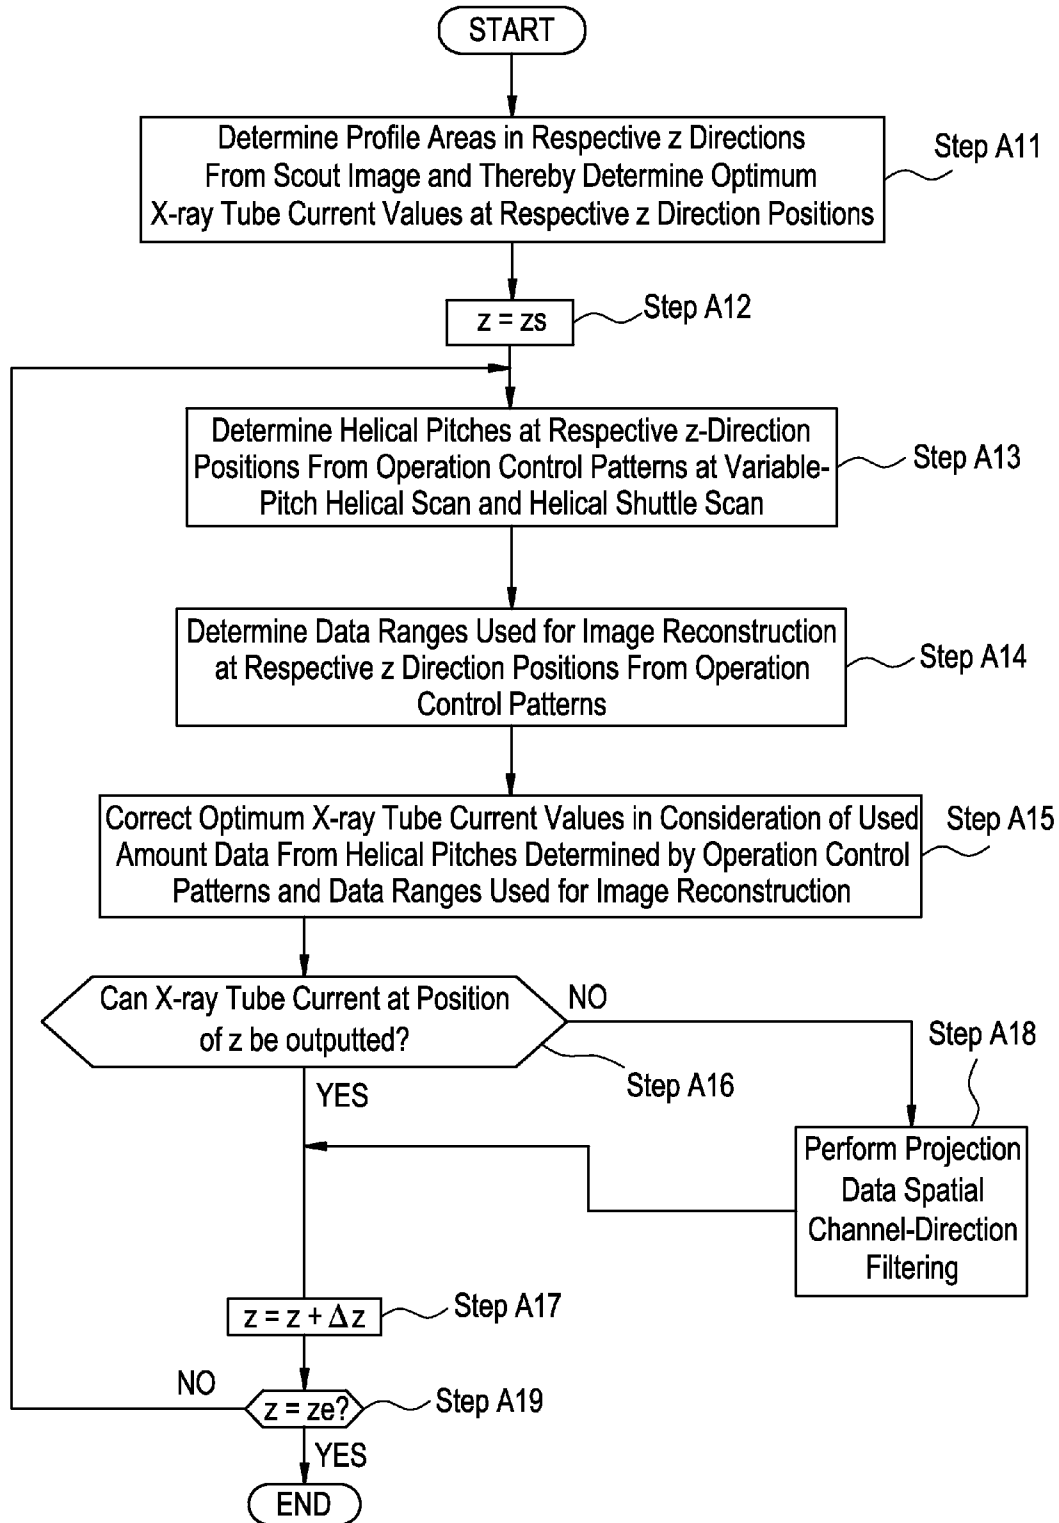 START
Determine Profile Areas in Respective z Directions
From Scout Image and Thereby Determine Optimum
X-ray Tube Current Values at Respective z Direction Positions
Step A11
z = zs
Step A12
Determine Helical Pitches at Respective z-Direction
Positions From Operation Control Patterns at Variable-
Pitch Helical Scan and Helical Shuttle Scan
Step A13
Determine Data Ranges Used for Image Reconstruction
at Respective z Direction Positions From Operation
Control Patterns
Step A14
Correct Optimum X-ray Tube Current Values in Consideration of Used
Amount Data From Helical Pitches Determined by Operation Control
Patterns and Data Ranges Used for Image Reconstruction
Step A15
Can X-ray Tube Current at Position
of z be outputted?
NO
Step A16
YES
Step A18
Perform Projection
Data Spatial
Channel-Direction
Filtering
z = z + Δz
Step A17
NO
z = ze?
Step A19
YES
END